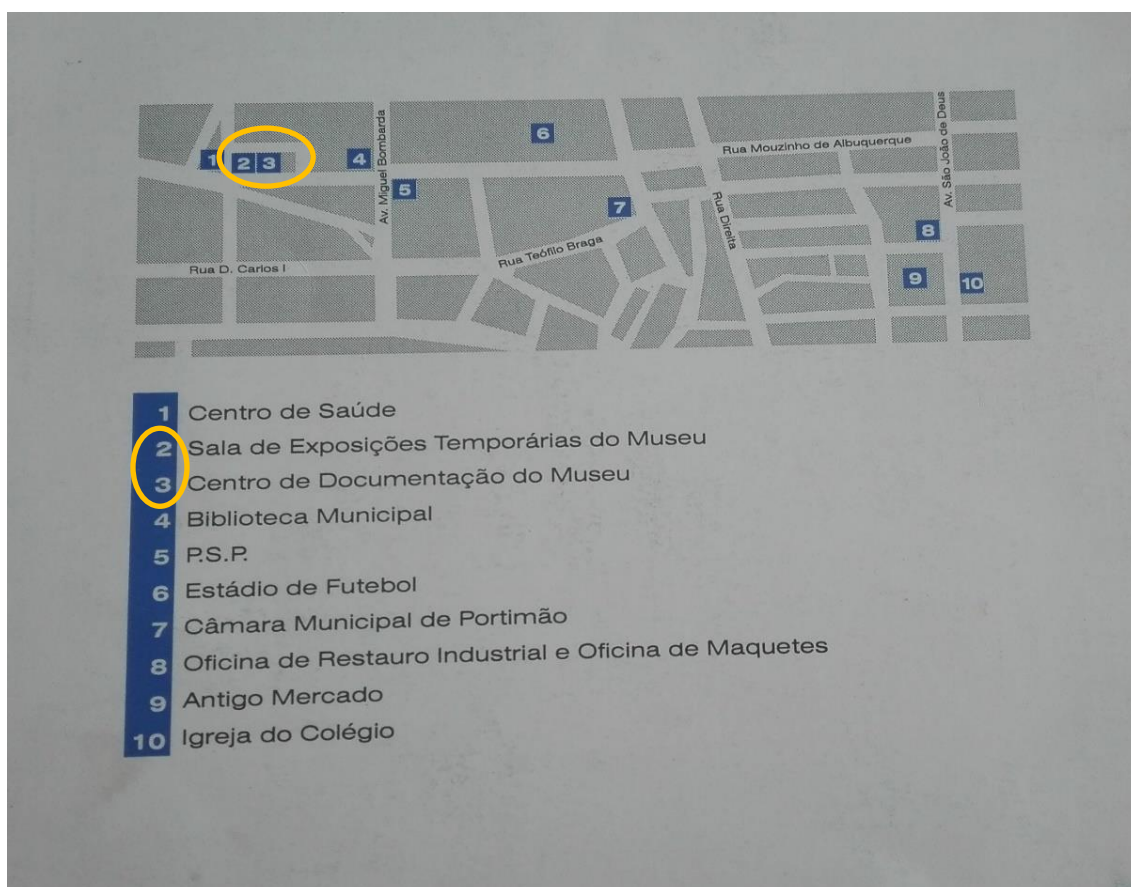 6
Rua Mouzinho de Albuquerque
Av. São João de Deus
Av. Miguel Bombarda
1
2 3
4
5
Rua Direita
7
8
Rua Teófilo Braga
Rua D. Carlos I
9
10
1 Centro de Saúde
2 Sala de Exposições Temporárias do Museu
3 Centro de Documentação do Museu
4 Biblioteca Municipal
5 P.S.P.
6 Estádio de Futebol
7 Câmara Municipal de Portimão
8 Oficina de Restauro Industrial e Oficina de Maquetes
9 Antigo Mercado
10 Igreja do Colégio